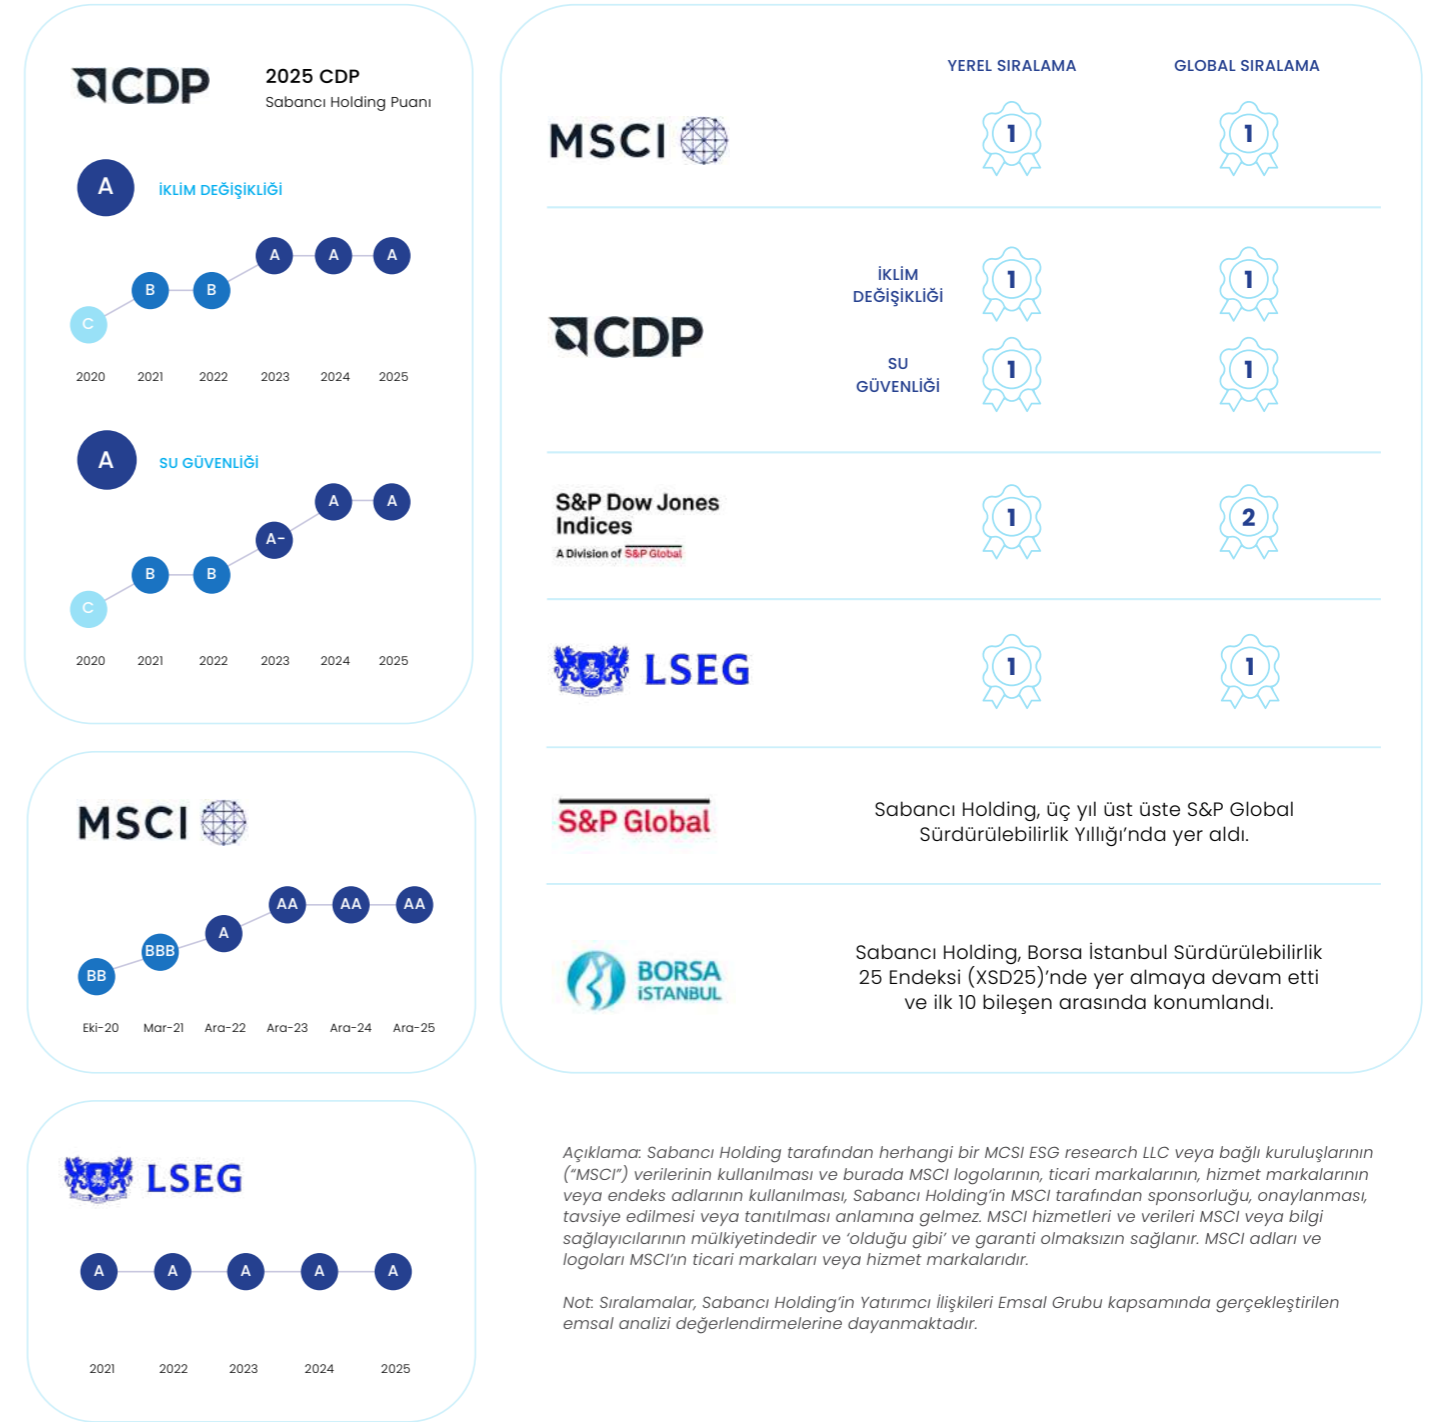 CDP
2025 CDP
Sabancı Holding Puanı
A
İKLİM DEĞİŞİKLİĞİ
C B B A A A
2020 2021 2022 2023 2024 2025
A
SU GÜVENLİĞİ
C B B A- A A
2020 2021 2022 2023 2024 2025
MSCI
BB BBB A AA AA AA
Eki-20 Mar-21 Ara-22 Ara-23 Ara-24 Ara-25
LSEG
A A A A A
2021 2022 2023 2024 2025
YEREL SIRALAMA GLOBAL SIRALAMA
MSCI
1 1
CDP
İKLİM
DEĞİŞİKLİĞİ
1 1
SU
GÜVENLİĞİ
1 1
S&P Dow Jones
Indices
A Division of S&P Global
1 2
LSEG
1 1
S&P Global
Sabancı Holding, üç yıl üst üste S&P Global
Sürdürülebilirlik Yıllığı’nda yer aldı.
BORSA
İSTANBUL
Sabancı Holding, Borsa İstanbul Sürdürülebilirlik
25 Endeksi (XSD25)’nde yer almaya devam etti
ve ilk 10 bileşen arasında konumlandı.
Açıklama: Sabancı Holding tarafından herhangi bir MCSI ESG research LLC veya bağlı kuruluşlarının
(“MSCI”) verilerinin kullanılması ve burada MSCI logolarının, ticari markalarının, hizmet markalarının
veya endeks adlarının kullanılması, Sabancı Holding’in MSCI tarafından sponsorluğu, onaylanması,
tavsiye edilmesi veya tanıtılması anlamına gelmez. MSCI hizmetleri ve verileri MSCI veya bilgi
sağlayıcılarının mülkiyetindedir ve ‘olduğu gibi’ ve garanti olmaksızın sağlanır. MSCI adları ve
logoları MSCI’ın ticari markaları veya hizmet markalarıdır.
Not: Sıralamalar, Sabancı Holding’in Yatırımcı İlişkileri Emsal Grubu kapsamında gerçekleştirilen
emsal analizi değerlendirmelerine dayanmaktadır.